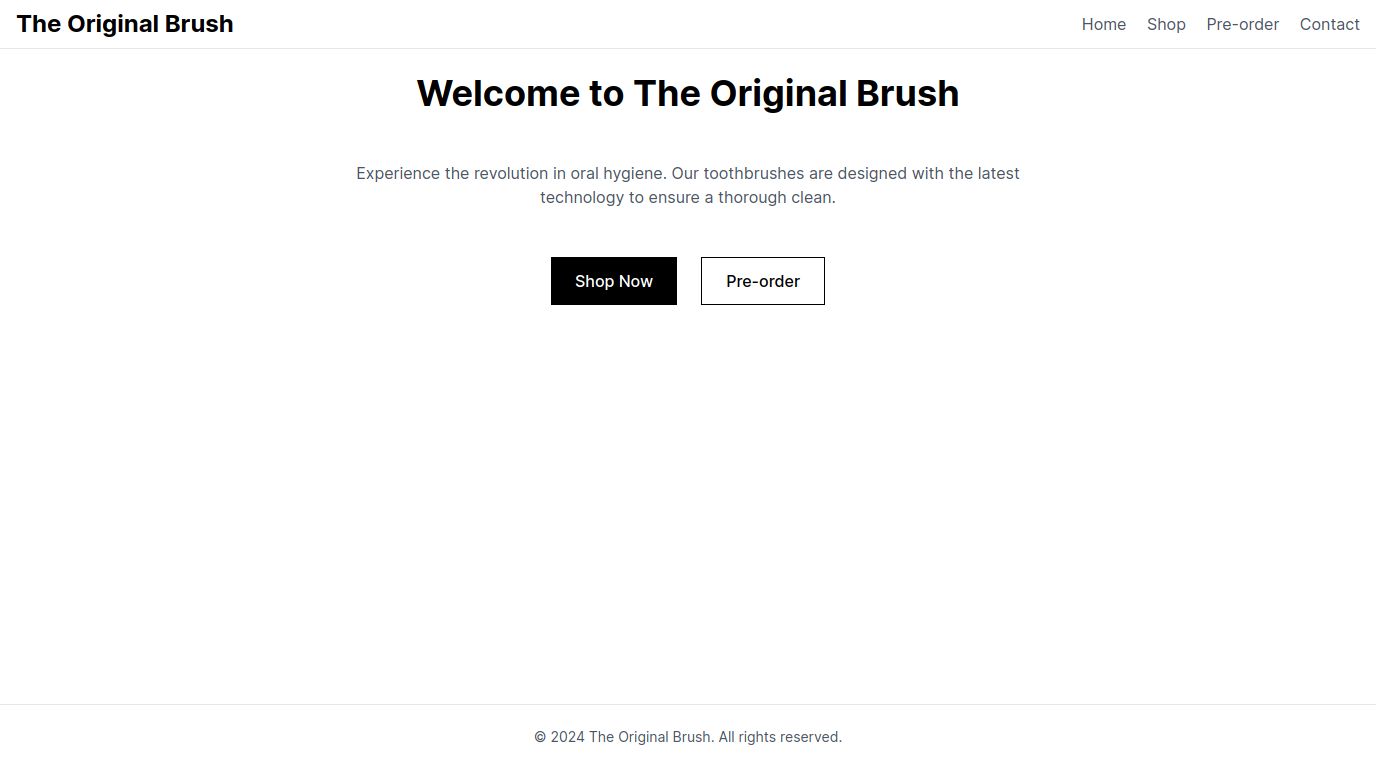 The Original Brush
Home Shop Pre-order Contact
Welcome to The Original Brush
Experience the revolution in oral hygiene. Our toothbrushes are designed with the latest
technology to ensure a thorough clean.
Shop Now Pre-order
© 2024 The Original Brush. All rights reserved.